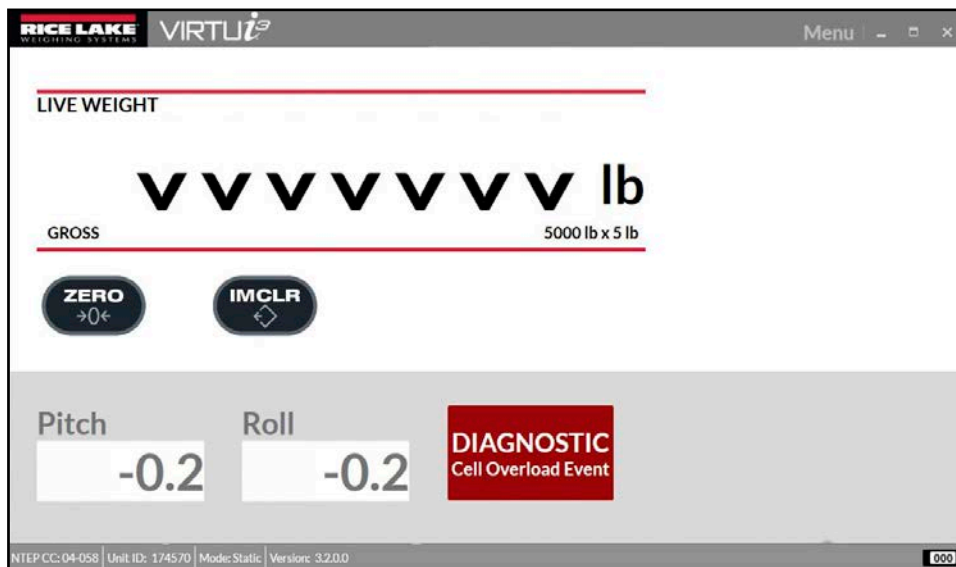 RICE LAKE VIRTUi3 Menu
WEIGHING SYSTEMS
LIVE WEIGHT
v v v v v v v lb
GROSS 5000 lb x 5 lb
ZERO IMCLR
→0←
Pitch Roll
DIAGNOSTIC
-0.2 -0.2 Cell Overload Event
NTEP CC: 04-058 Unit ID: 174570 Mode: Static Version: 3.2.0.0 000